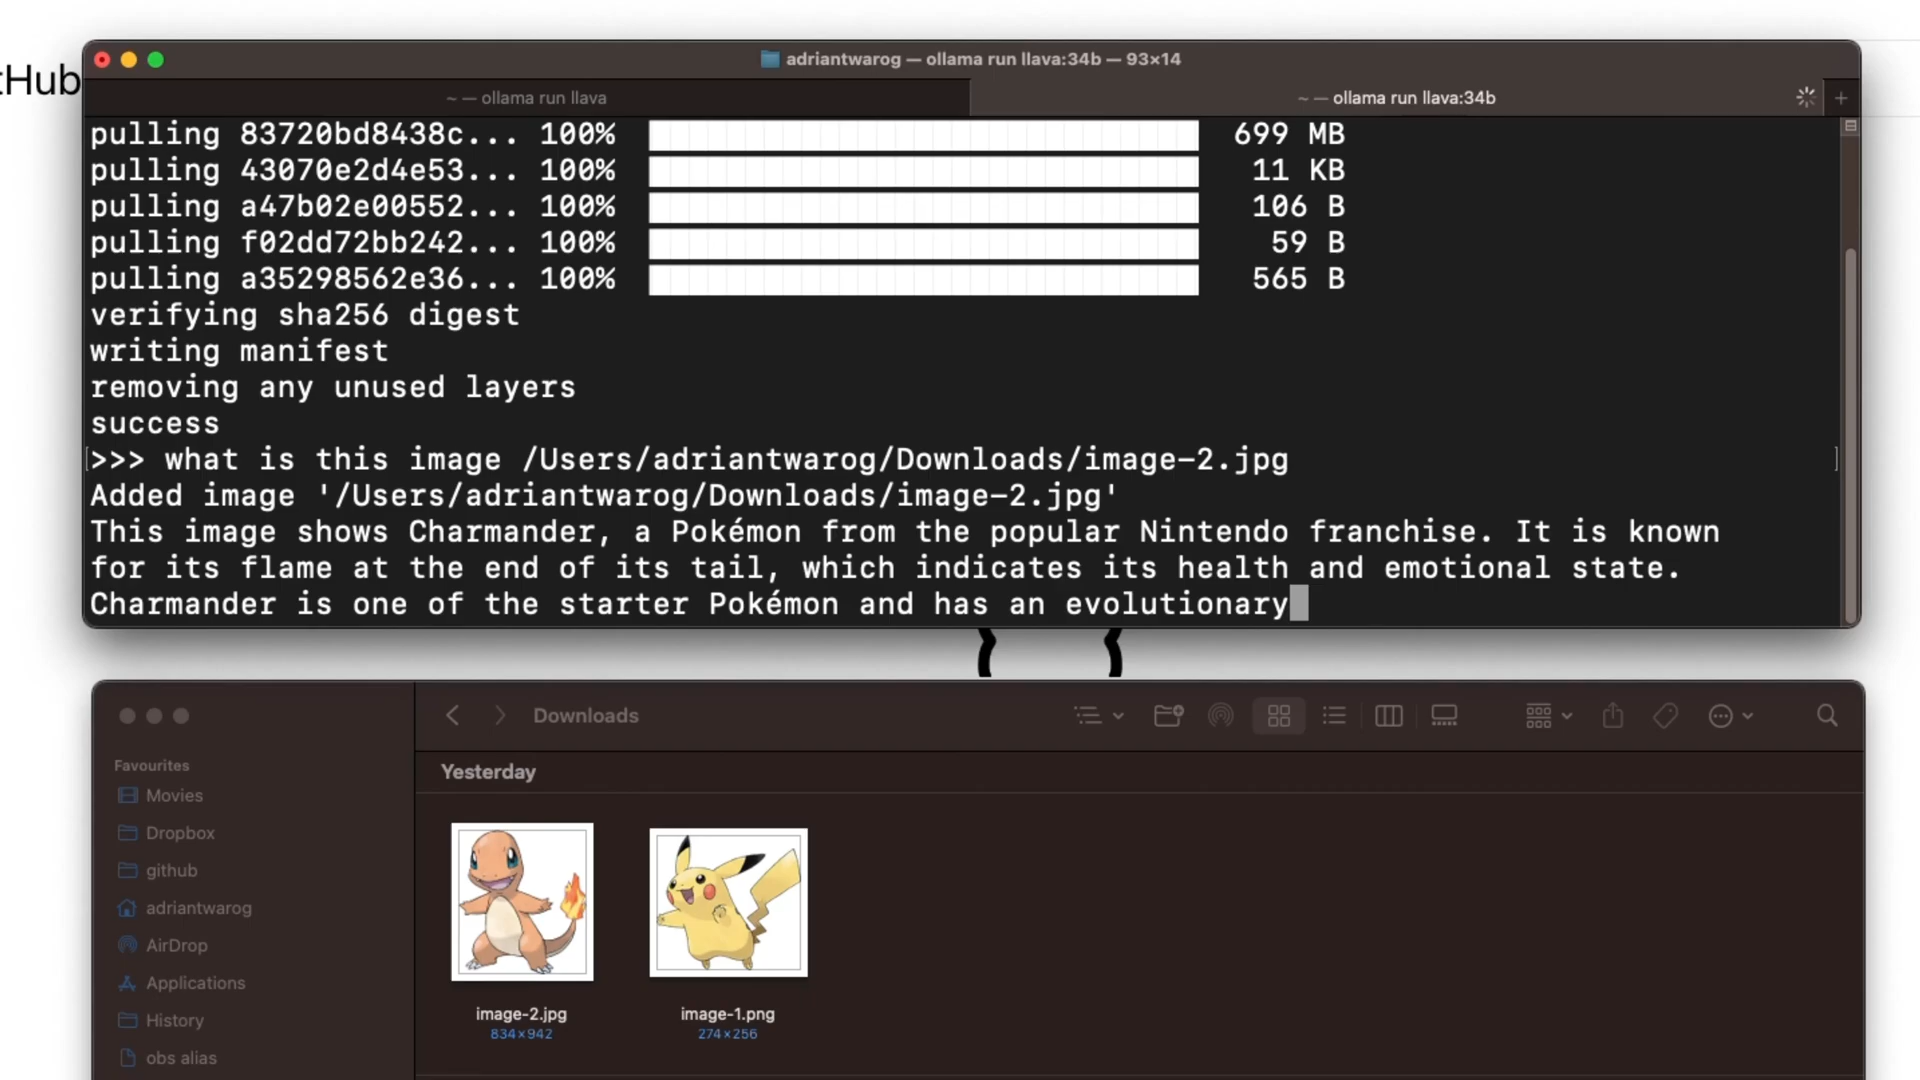 tHub
adriantwarog — ollama run llava:34b — 93×14
~ — ollama run llava
~ — ollama run llava:34b
pulling 83720bd8438c... 100% 699 MB
pulling 43070e2d4e53... 100% 11 KB
pulling a47b02e00552... 100% 106 B
pulling f02dd72bb242... 100% 59 B
pulling a35298562e36... 100% 565 B
verifying sha256 digest
writing manifest
removing any unused layers
success
>>> what is this image /Users/adriantwarog/Downloads/image-2.jpg
Added image '/Users/adriantwarog/Downloads/image-2.jpg'
This image shows Charmander, a Pokémon from the popular Nintendo franchise. It is known
for its flame at the end of its tail, which indicates its health and emotional state.
Charmander is one of the starter Pokémon and has an evolutionary
Downloads
Favourites
Movies
Dropbox
github
adriantwarog
AirDrop
Applications
History
obs alias
Yesterday
image-2.jpg
834×942
image-1.png
274×256